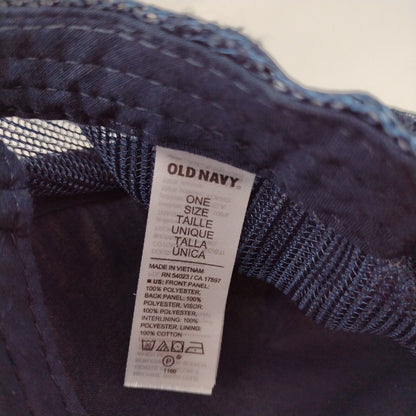 OLD NAVY
ONE
SIZE
TAILLE
UNIQUE
TALLA
ÚNICA
MADE IN VIETNAM
RN 54023 / CA 17897
■ US: FRONT PANEL:
100% POLYESTER,
BACK PANEL: 100%
POLYESTER, VISOR:
100% POLYESTER,
INTERLINING: 100%
POLYESTER, LINING:
100% COTTON
P
1160